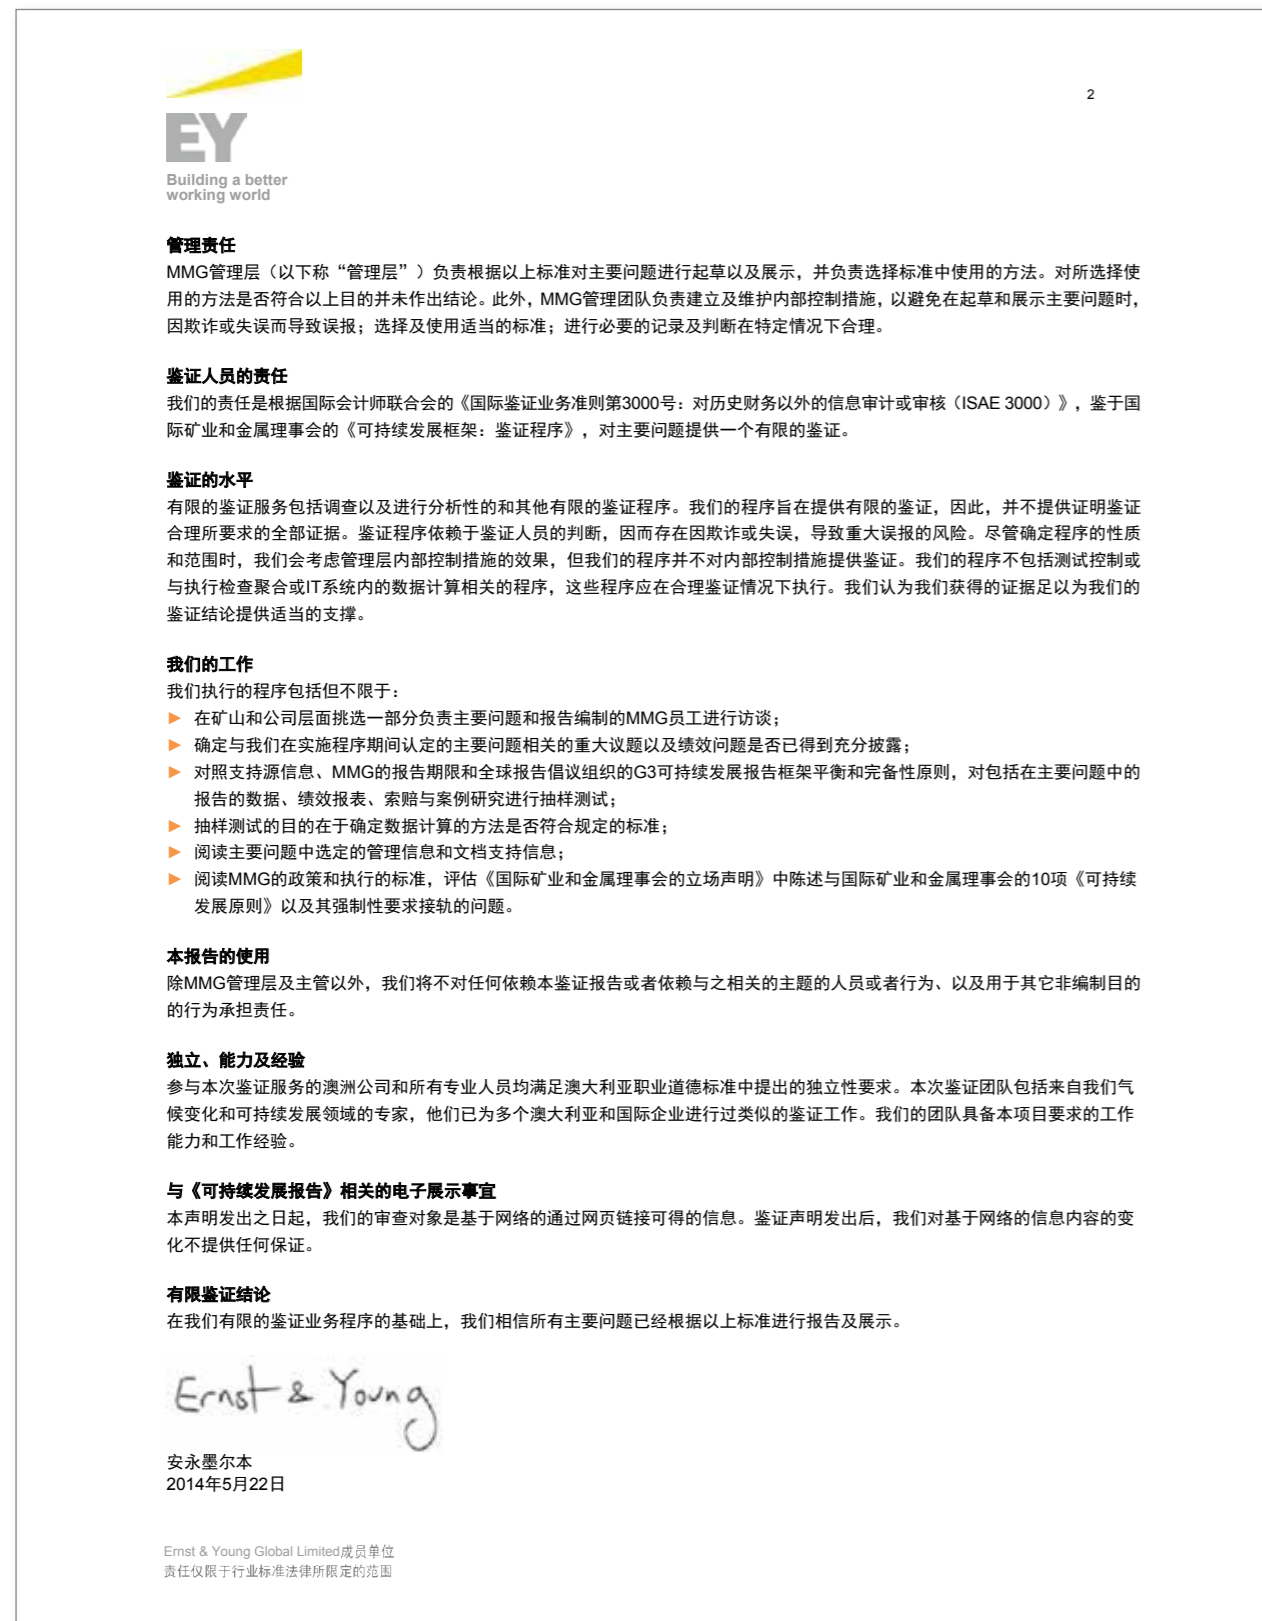 2
EY
Building a better
working world
管理责任
MMG管理层（以下称“管理层”）负责根据以上标准对主要问题进行起草以及展示，并负责选择标准中使用的方法。对所选择使
用的方法是否符合以上目的并未作出结论。此外，MMG管理团队负责建立及维护内部控制措施，以避免在起草和展示主要问题时，
因欺诈或失误而导致误报；选择及使用适当的标准；进行必要的记录及判断在特定情况下合理。
鉴证人员的责任
我们的责任是根据国际会计师联合会的《国际鉴证业务准则第3000号：对历史财务以外的信息审计或审核（ISAE 3000）》，鉴于国
际矿业和金属理事会的《可持续发展框架：鉴证程序》，对主要问题提供一个有限的鉴证。
鉴证的水平
有限的鉴证服务包括调查以及进行分析性的和其他有限的鉴证程序。我们的程序旨在提供有限的鉴证，因此，并不提供证明鉴证
合理所要求的全部证据。鉴证程序依赖于鉴证人员的判断，因而存在因欺诈或失误，导致重大误报的风险。尽管确定程序的性质
和范围时，我们会考虑管理层内部控制措施的效果，但我们的程序并不对内部控制措施提供鉴证。我们的程序不包括测试控制或
与执行检查聚合或IT系统内的数据计算相关的程序，这些程序应在合理鉴证情况下执行。我们认为我们获得的证据足以为我们的
鉴证结论提供适当的支撑。
我们的工作
我们执行的程序包括但不限于：
► 在矿山和公司层面挑选一部分负责主要问题和报告编制的MMG员工进行访谈；
► 确定与我们在实施程序期间认定的主要问题相关的重大议题以及绩效问题是否已得到充分披露；
► 对照支持源信息、MMG的报告期限和全球报告倡议组织的G3可持续发展报告框架平衡和完备性原则，对包括在主要问题中的
报告的数据、绩效报表、索赔与案例研究进行抽样测试；
► 抽样测试的目的在于确定数据计算的方法是否符合规定的标准；
► 阅读主要问题中选定的管理信息和文档支持信息；
► 阅读MMG的政策和执行的标准，评估《国际矿业和金属理事会的立场声明》中陈述与国际矿业和金属理事会的10项《可持续
发展原则》以及其强制性要求接轨的问题。
本报告的使用
除MMG管理层及主管以外，我们将不对任何依赖本鉴证报告或者依赖与之相关的主题的人员或者行为、以及用于其它非编制目的
的行为承担责任。
独立、能力及经验
参与本次鉴证服务的澳洲公司和所有专业人员均满足澳大利亚职业道德标准中提出的独立性要求。本次鉴证团队包括来自我们气
候变化和可持续发展领域的专家，他们已为多个澳大利亚和国际企业进行过类似的鉴证工作。我们的团队具备本项目要求的工作
能力和工作经验。
与《可持续发展报告》相关的电子展示事宜
本声明发出之日起，我们的审查对象是基于网络的通过网页链接可得的信息。鉴证声明发出后，我们对基于网络的信息内容的变
化不提供任何保证。
有限鉴证结论
在我们有限的鉴证业务程序的基础上，我们相信所有主要问题已经根据以上标准进行报告及展示。
Ernst & Young
安永墨尔本
2014年5月22日
Ernst & Young Global Limited成员单位
责任仅限于行业标准法律所限定的范围